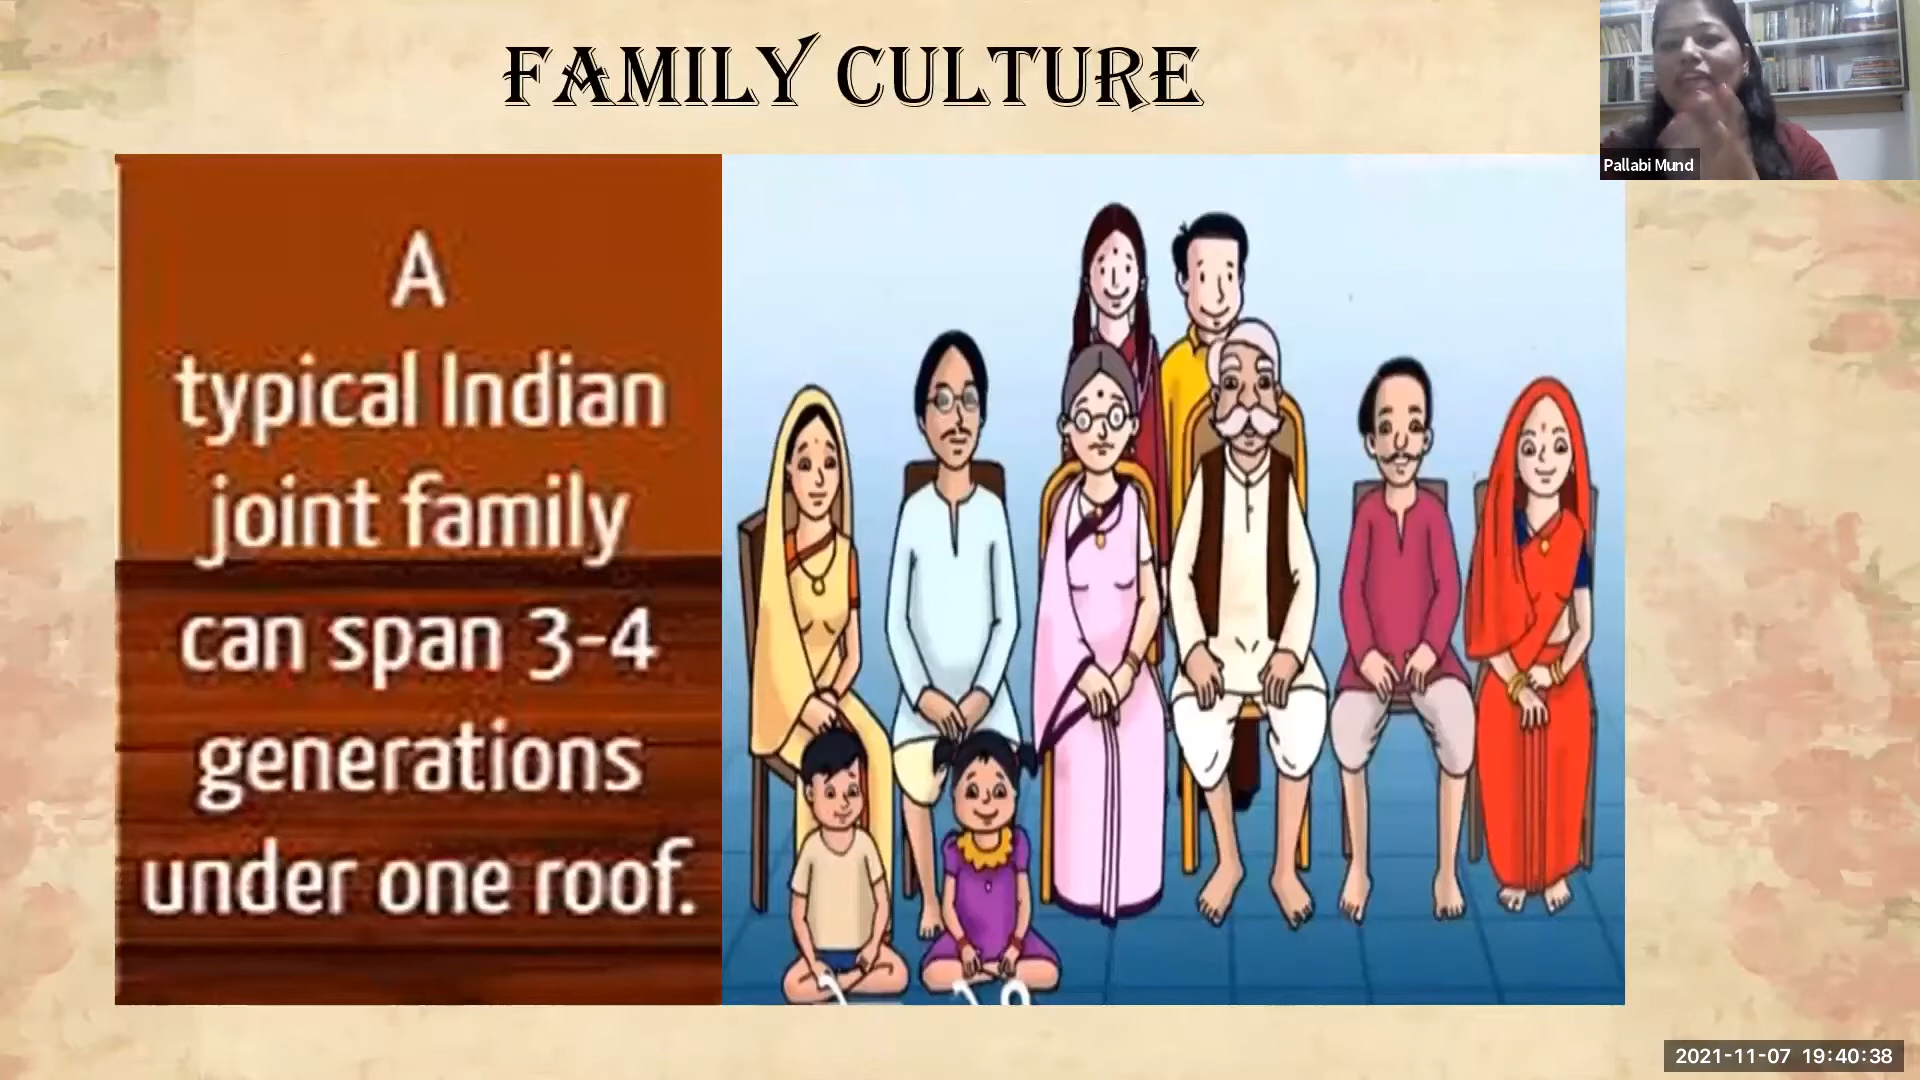 FAMILY CULTURE
A
typical Indian
joint family
can span 3-4
generations
under one roof.
Pallabi Mund
2021-11-07 19:40:38